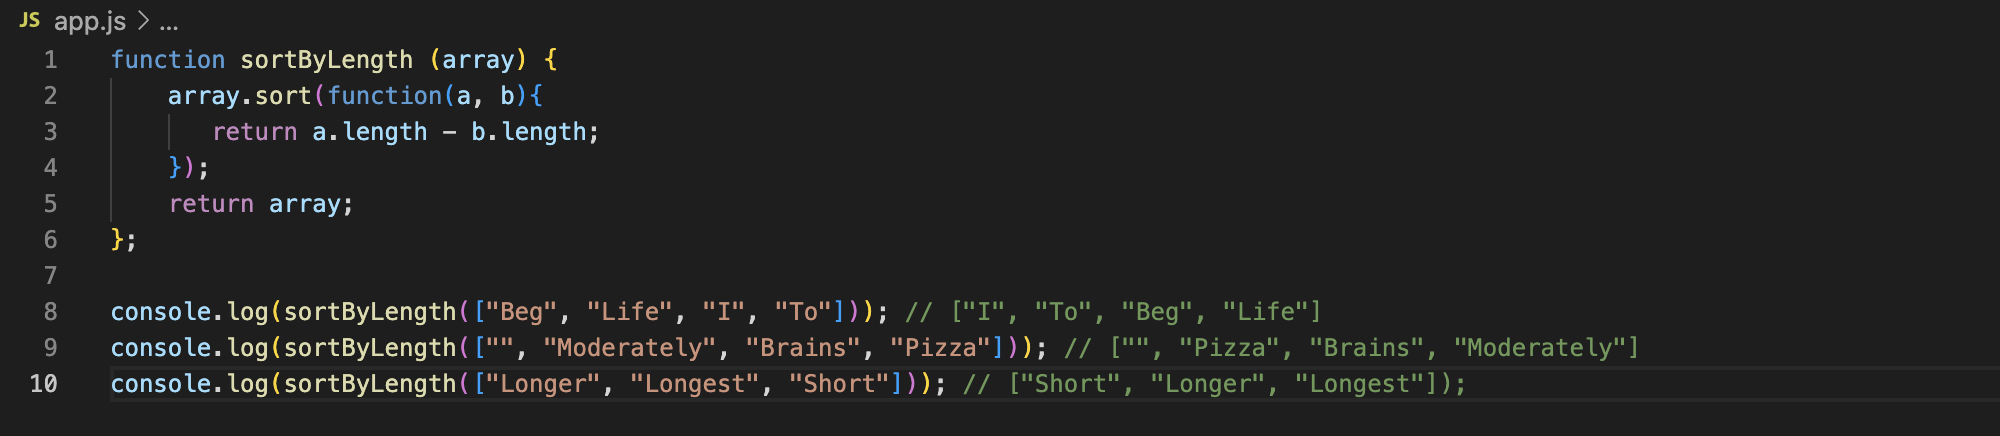 JS app.js > ...
1 function sortByLength (array) {
2     array.sort(function(a, b){
3        return a.length - b.length;
4     });
5     return array;
6 };
7
8 console.log(sortByLength(["Beg", "Life", "I", "To"])); // ["I", "To", "Beg", "Life"]
9 console.log(sortByLength(["", "Moderately", "Brains", "Pizza"])); // ["", "Pizza", "Brains", "Moderately"]
10 console.log(sortByLength(["Longer", "Longest", "Short"])); // ["Short", "Longer", "Longest"]);